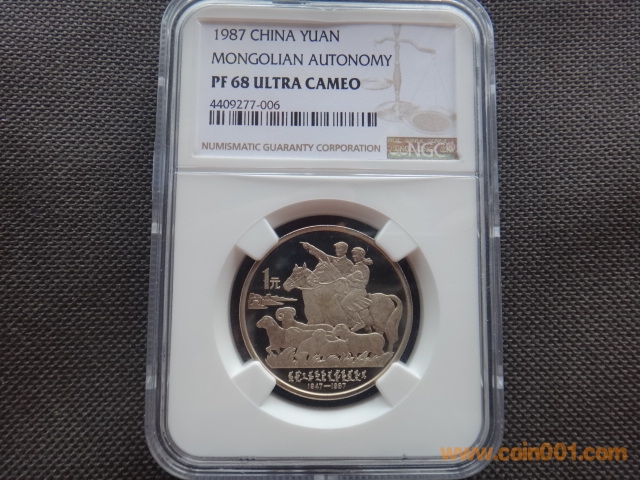 1987 CHINA YUAN
MONGOLIAN AUTONOMY
PF 68 ULTRA CAMEO
4409277-006
NUMISMATIC GUARANTY CORPORATION
NGC
1元
1947—1987
www.coin001.com